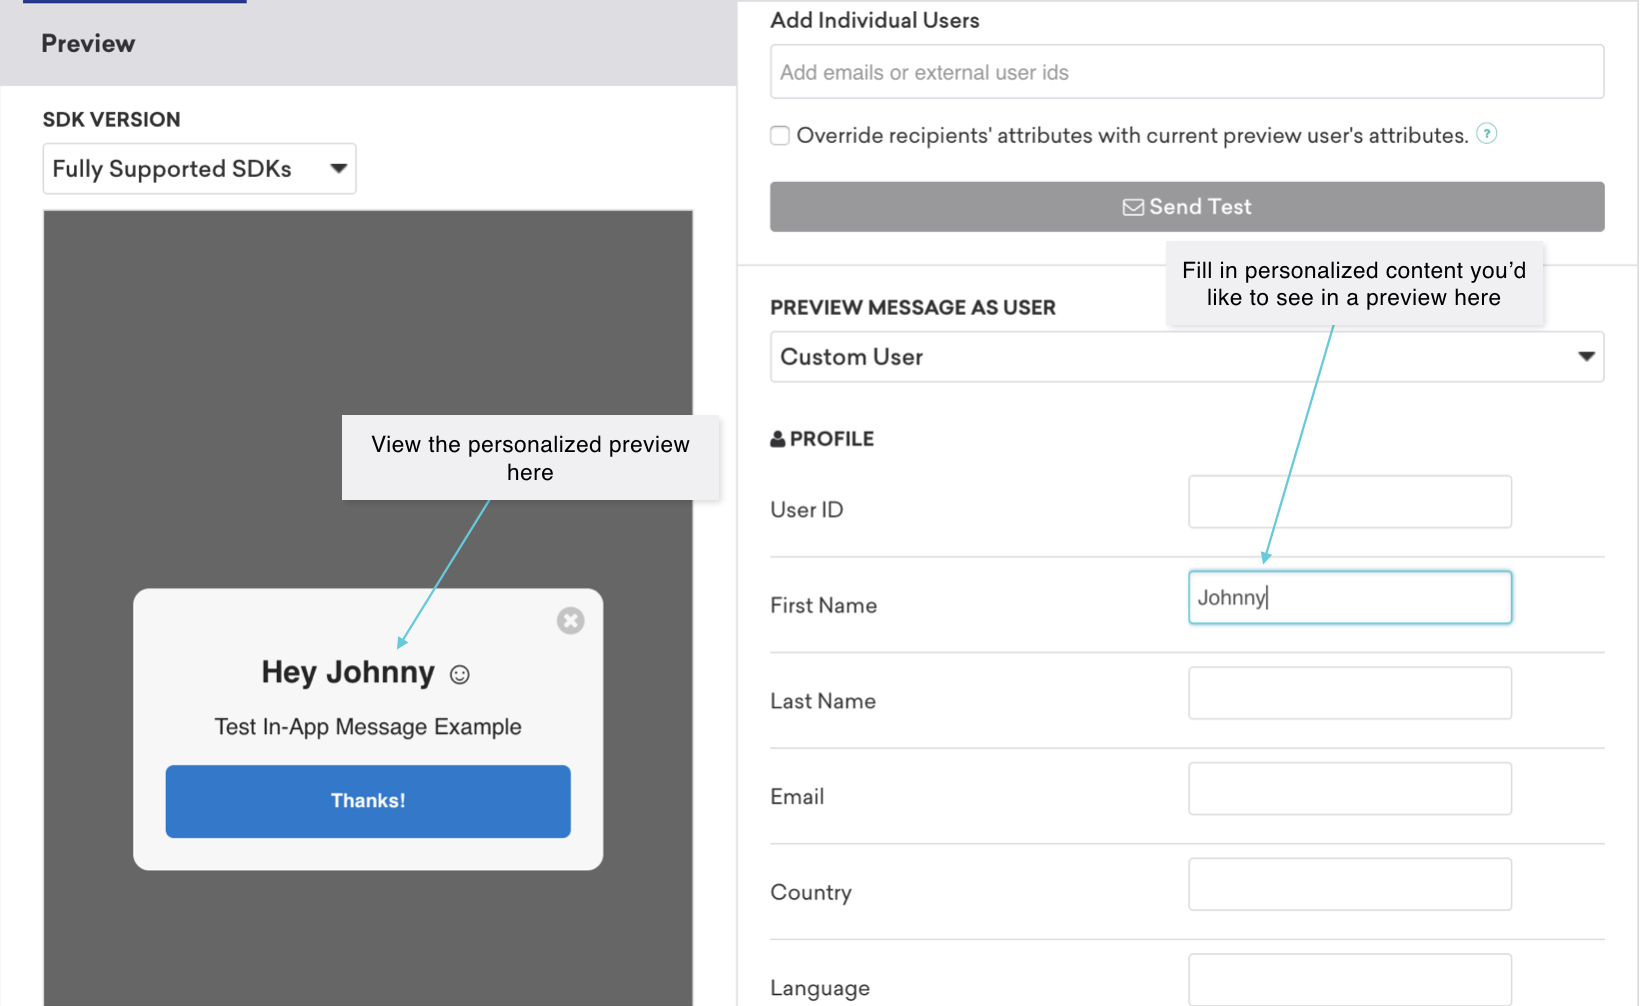 Preview
SDK VERSION
Fully Supported SDKs
View the personalized preview
here
Hey Johnny ☺
Test In-App Message Example
Thanks!
Add Individual Users
Add emails or external user ids
Override recipients' attributes with current preview user's attributes. ?
Send Test
Fill in personalized content you’d
like to see in a preview here
PREVIEW MESSAGE AS USER
Custom User
PROFILE
User ID
First Name
Johnny
Last Name
Email
Country
Language